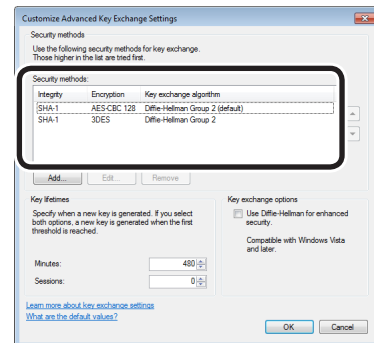 Customize Advanced Key Exchange Settings
Security methods
Use the following security methods for key exchange.
Those higher in the list are tried first.
Security methods:
Integrity Encryption Key exchange algorithm
SHA-1 AES-CBC 128 Diffie-Hellman Group 2 (default)
SHA-1 3DES Diffie-Hellman Group 2
Add... Edit... Remove
Key lifetimes
Specify when a new key is generated. If you select
both options, a new key is generated when the first
threshold is reached.
Minutes: 480
Sessions: 0
Key exchange options
Use Diffie-Hellman for enhanced
security.
Compatible with Windows Vista
and later.
Learn more about key exchange settings
What are the default values?
OK Cancel